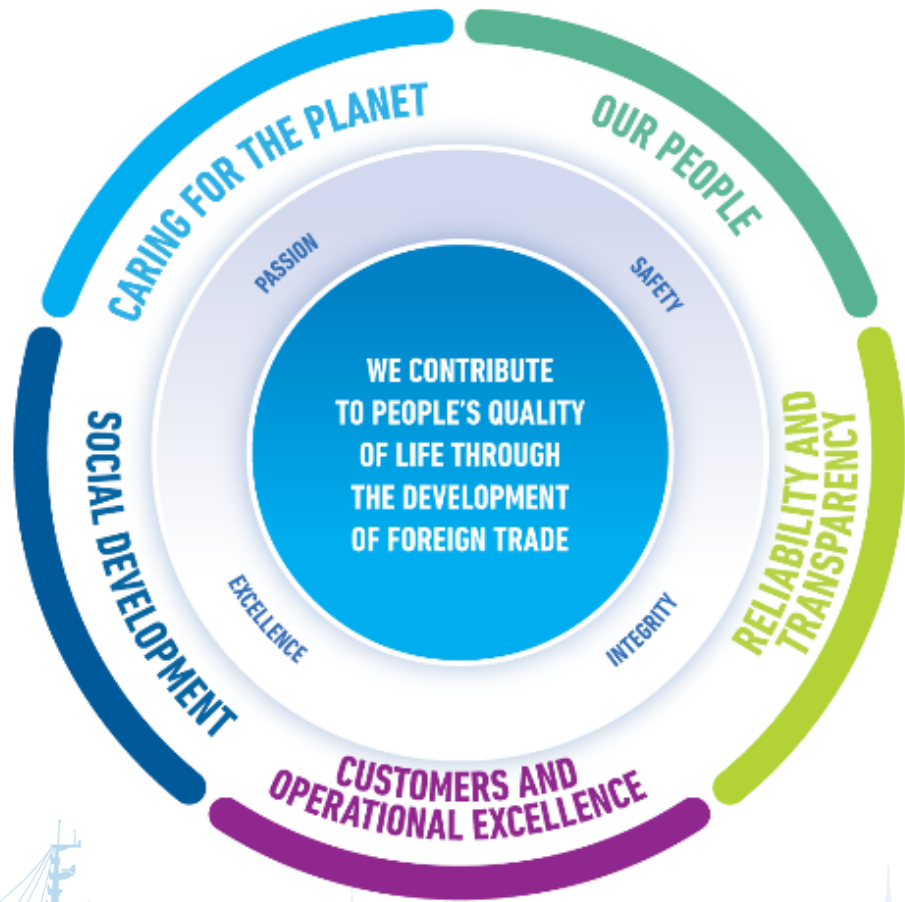 CARING FOR THE PLANET
OUR PEOPLE
PASSION
SAFETY
WE CONTRIBUTE
TO PEOPLE'S QUALITY
OF LIFE THROUGH
THE DEVELOPMENT
OF FOREIGN TRADE
SOCIAL DEVELOPMENT
RELIABILITY AND
TRANSPARENCY
EXCELLENCE
INTEGRITY
CUSTOMERS AND
OPERATIONAL EXCELLENCE